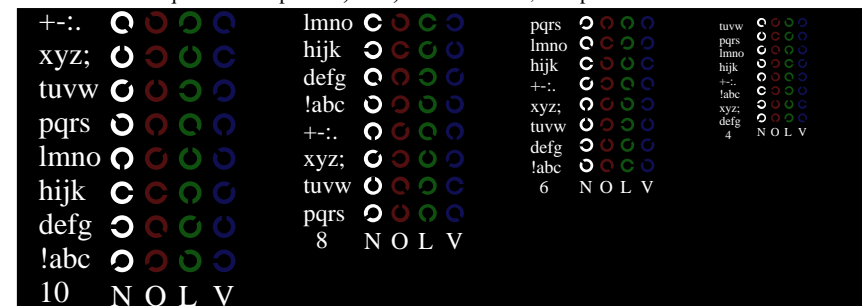 +-:.
xyz;
tuvw
pqrs
lmno
hijk
defg
!abc
10 N O L V
lmno
hijk
defg
!abc
+-:.
xyz;
tuvw
pqrs
8 N O L V
pqrs
lmno
hijk
+-:.
xyz;
tuvw
defg
!abc
6 N O L V
tuvw
pqrs
lmno
hijk
+-:.
!abc
xyz;
defg
4 N O L V